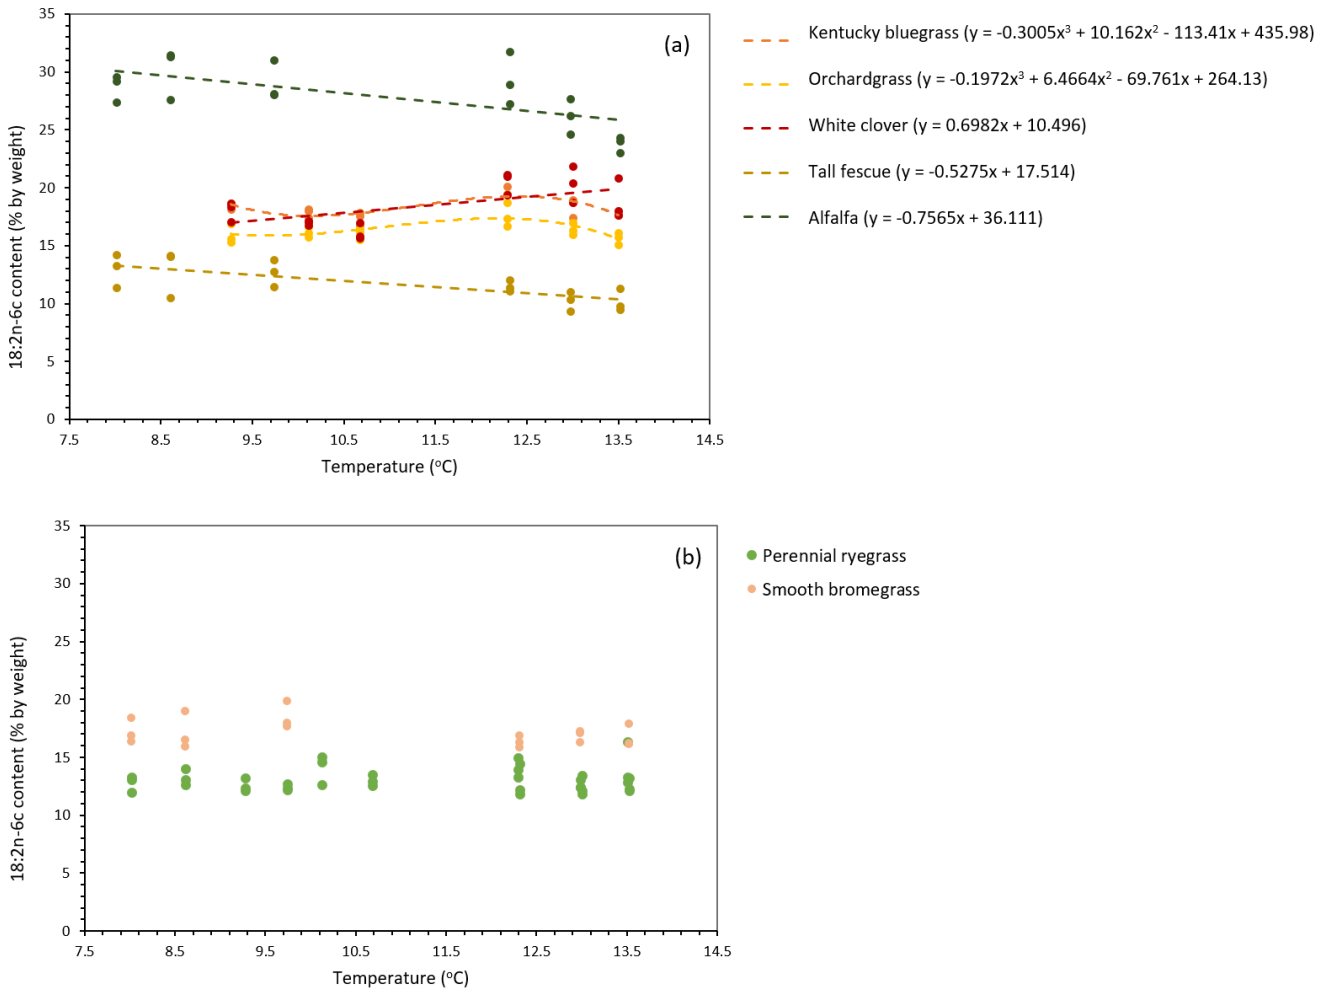 35
30
25
20
15
10
5
0
18:2n-6c content (% by weight)
(a)
7.5 8.5 9.5 10.5 11.5 12.5 13.5 14.5
Temperature (°C)
Kentucky bluegrass (y = -0.3005x³ + 10.162x² - 113.41x + 435.98)
Orchardgrass (y = -0.1972x³ + 6.4664x² - 69.761x + 264.13)
White clover (y = 0.6982x + 10.496)
Tall fescue (y = -0.5275x + 17.514)
Alfalfa (y = -0.7565x + 36.111)
35
30
25
20
15
10
5
0
18:2n-6c content (% by weight)
(b)
7.5 8.5 9.5 10.5 11.5 12.5 13.5 14.5
Temperature (°C)
Perennial ryegrass
Smooth bromegrass